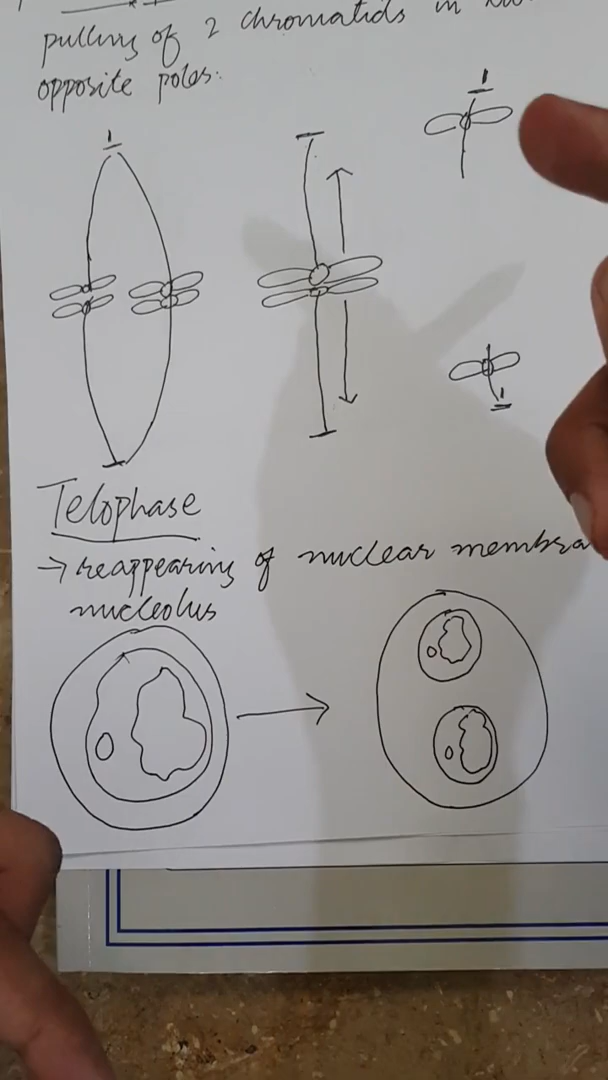 pulling of 2 chromatids in
opposite poles.
Telophase
→ reappearing of nuclear membra
nucleolus